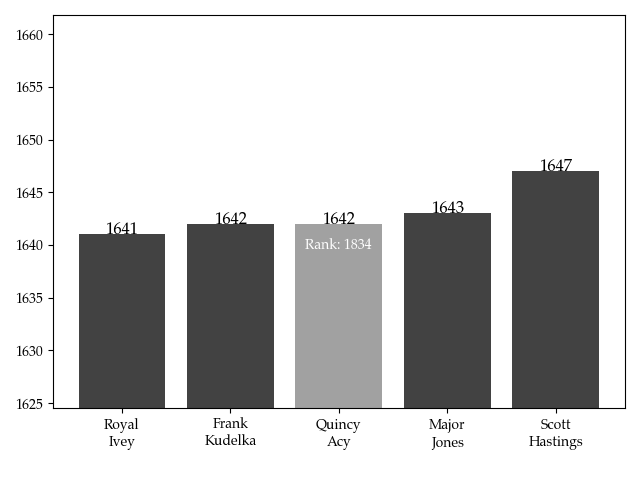 1660
1655
1650
1645
1640
1635
1630
1625
1641
1642
1642
1643
1647
Rank: 1834
Royal
Ivey
Frank
Kudelka
Quincy
Acy
Major
Jones
Scott
Hastings